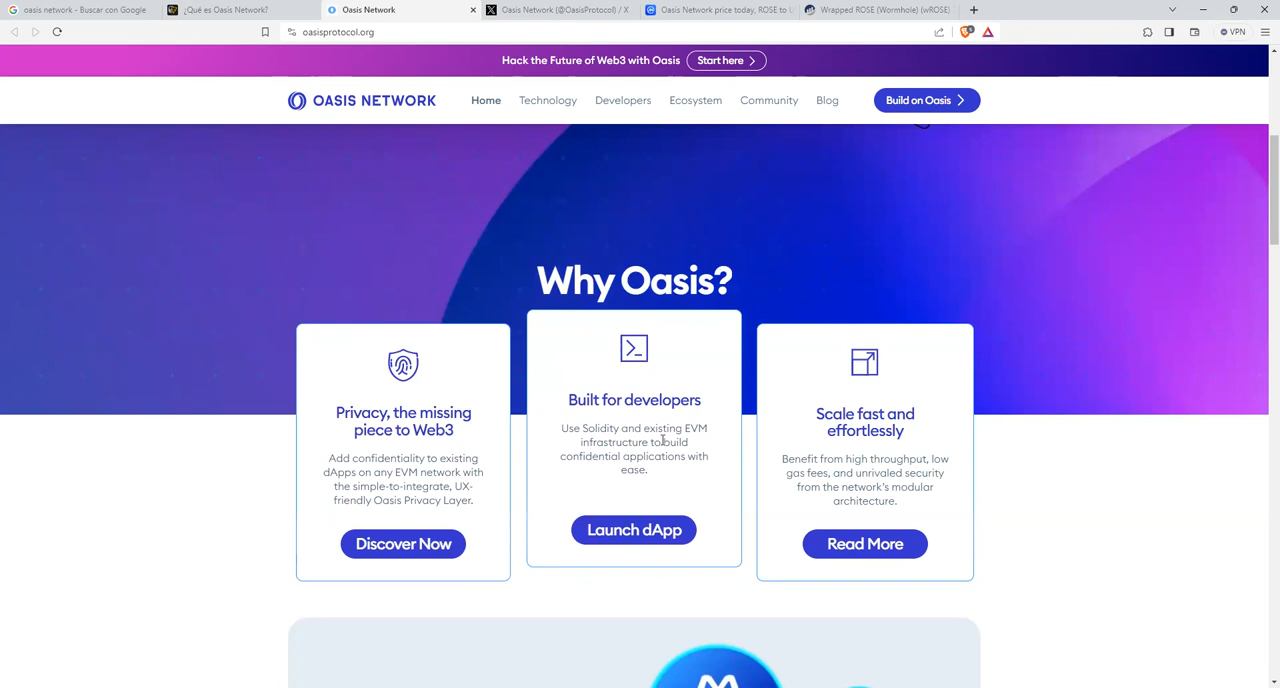 oasis network - Buscar con Google
¿Qué es Oasis Network?
Oasis Network
Oasis Network (@OasisProtocol) / X
Oasis Network price today, ROSE to U
Wrapped ROSE (Wormhole) (wROSE)
oasisprotocol.org
VPN
Hack the Future of Web3 with Oasis
Start here
OASIS NETWORK
Home
Technology
Developers
Ecosystem
Community
Blog
Build on Oasis
Why Oasis?
Privacy, the missing
piece to Web3
Add confidentiality to existing
dApps on any EVM network with
the simple-to-integrate, UX-
friendly Oasis Privacy Layer.
Discover Now
Built for developers
Use Solidity and existing EVM
infrastructure to build
confidential applications with
ease.
Launch dApp
Scale fast and
effortlessly
Benefit from high throughput, low
gas fees, and unrivaled security
from the network's modular
architecture.
Read More